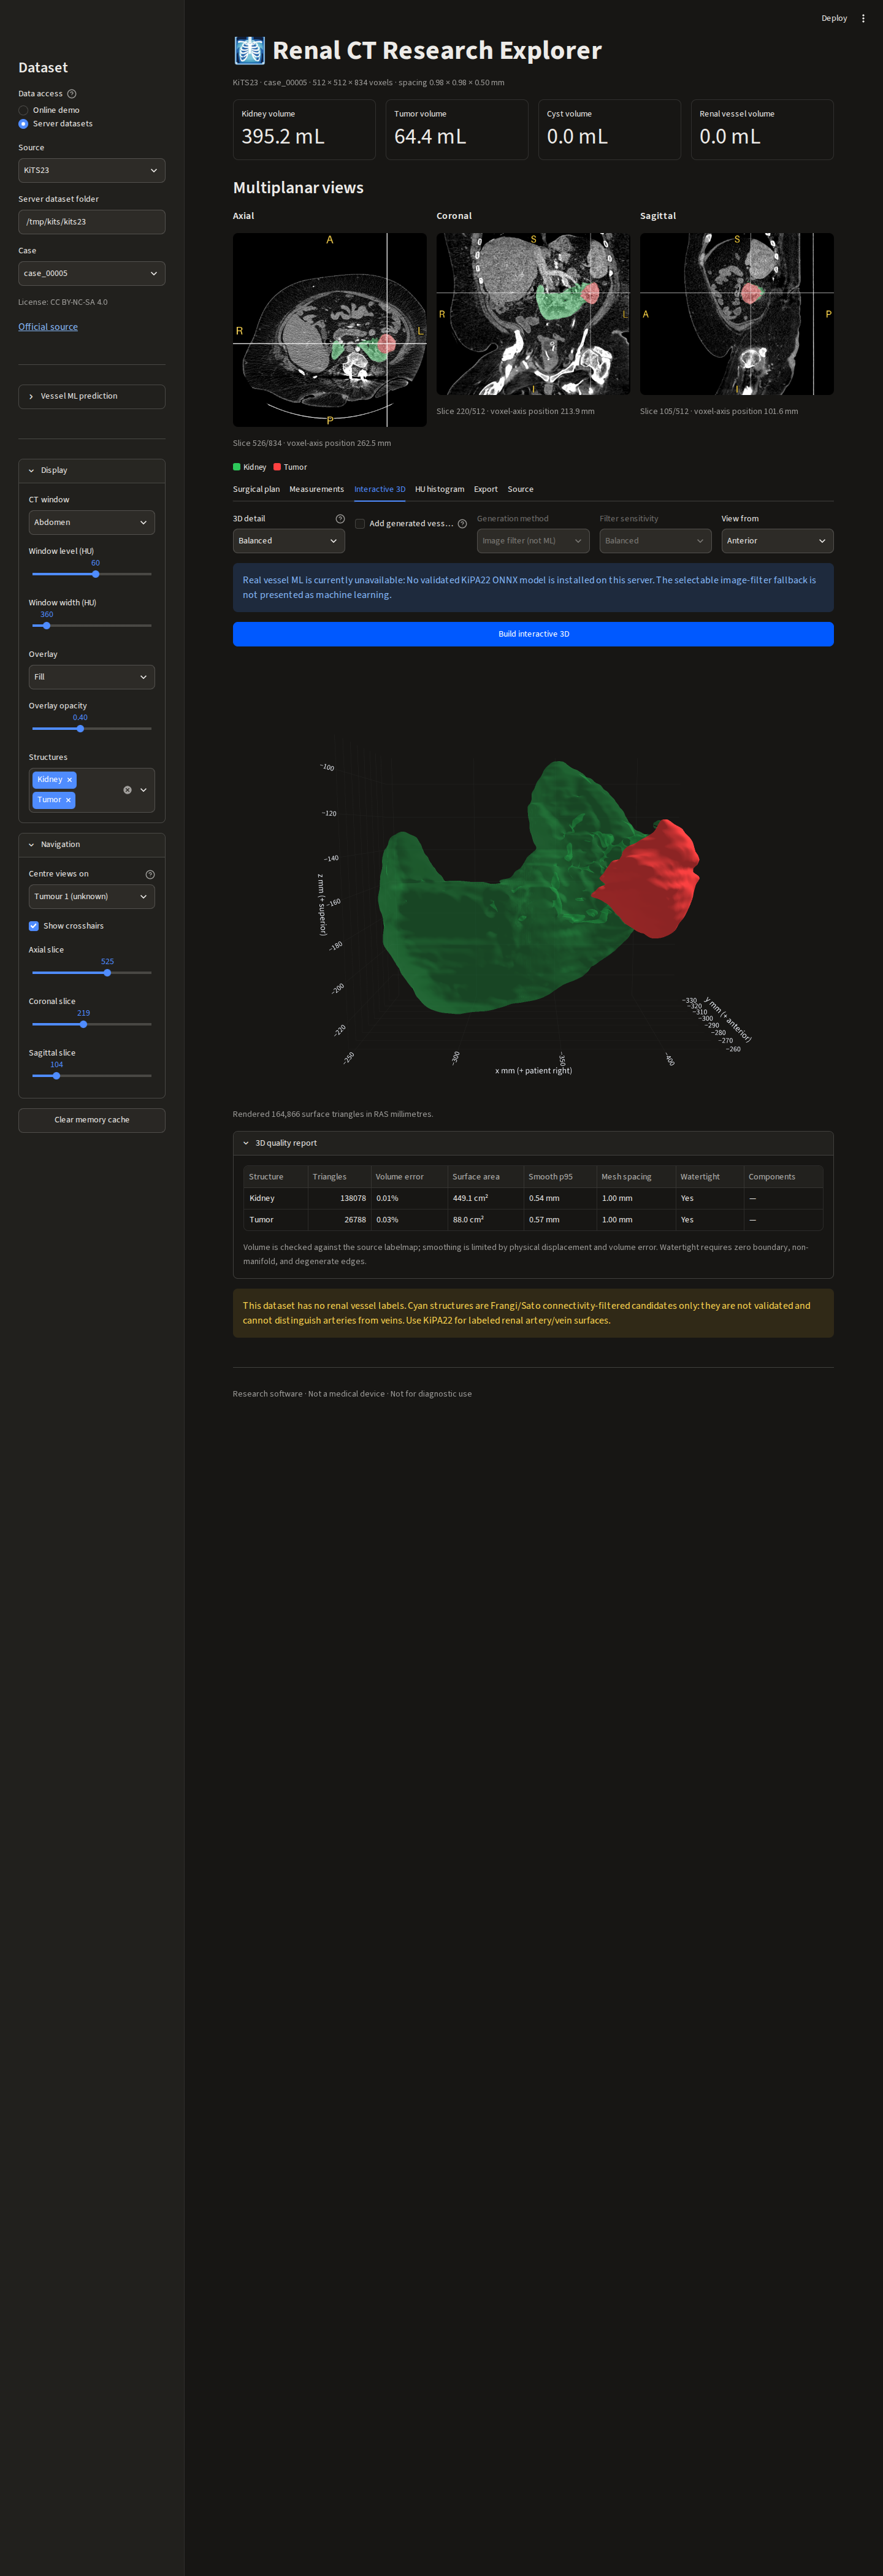 Deploy
Dataset
Data access
Online demo
Server datasets
Source
KiTS23
Server dataset folder
/tmp/kits/kits23
Case
case_00005
License: CC BY-NC-SA 4.0
Official source
Vessel ML prediction
Display
CT window
Abdomen
Window level (HU)
60
Window width (HU)
360
Overlay
Fill
Overlay opacity
0.40
Structures
Kidney
Tumor
Navigation
Centre views on
Tumour 1 (unknown)
Show crosshairs
Axial slice
525
Coronal slice
219
Sagittal slice
104
Clear memory cache
Renal CT Research Explorer
KiTS23 · case_00005 · 512 × 512 × 834 voxels · spacing 0.98 × 0.98 × 0.50 mm
Kidney volume
395.2 mL
Tumor volume
64.4 mL
Cyst volume
0.0 mL
Renal vessel volume
0.0 mL
Multiplanar views
Axial
A
R
L
P
Slice 526/834 · voxel-axis position 262.5 mm
Coronal
S
R
L
I
Slice 220/512 · voxel-axis position 213.9 mm
Sagittal
S
A
P
I
Slice 105/512 · voxel-axis position 101.6 mm
Kidney Tumor
Surgical plan Measurements Interactive 3D HU histogram Export Source
3D detail
Balanced
Add generated vess...
Generation method
Image filter (not ML)
Filter sensitivity
Balanced
View from
Anterior
Real vessel ML is currently unavailable: No validated KiPA22 ONNX model is installed on this server. The selectable image-filter fallback is
not presented as machine learning.
Build interactive 3D
−100
−120
−140
−160
−180
−200
−220
z mm (+ superior)
−250
−300
−350
−400
x mm (+ patient right)
−330
−320
−310
−300
−290
−280
−270
−260
y mm (+ anterior)
Rendered 164,866 surface triangles in RAS millimetres.
3D quality report
Structure Triangles Volume error Surface area Smooth p95 Mesh spacing Watertight Components
Kidney 138078 0.01% 449.1 cm² 0.54 mm 1.00 mm Yes —
Tumor 26788 0.03% 88.0 cm² 0.57 mm 1.00 mm Yes —
Volume is checked against the source labelmap; smoothing is limited by physical displacement and volume error. Watertight requires zero boundary, non-
manifold, and degenerate edges.
This dataset has no renal vessel labels. Cyan structures are Frangi/Sato connectivity-filtered candidates only: they are not validated and
cannot distinguish arteries from veins. Use KiPA22 for labeled renal artery/vein surfaces.
Research software · Not a medical device · Not for diagnostic use